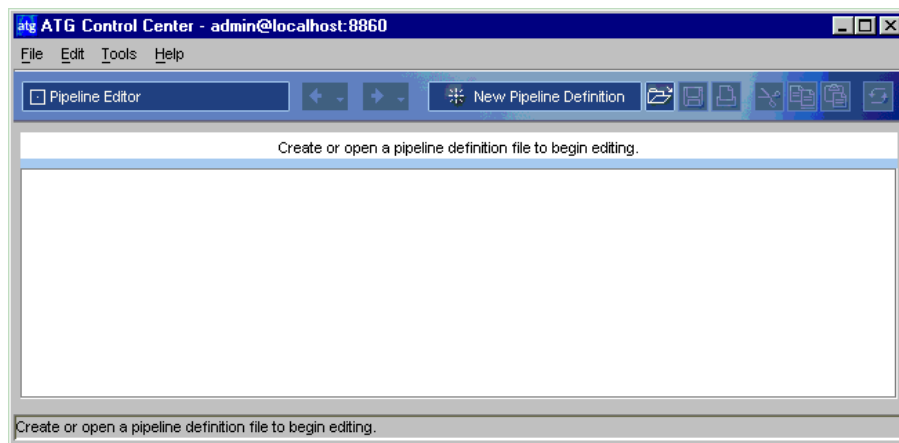 atg ATG Control Center - admin@localhost:8860
File Edit Tools Help
Pipeline Editor New Pipeline Definition
Create or open a pipeline definition file to begin editing.
Create or open a pipeline definition file to begin editing.